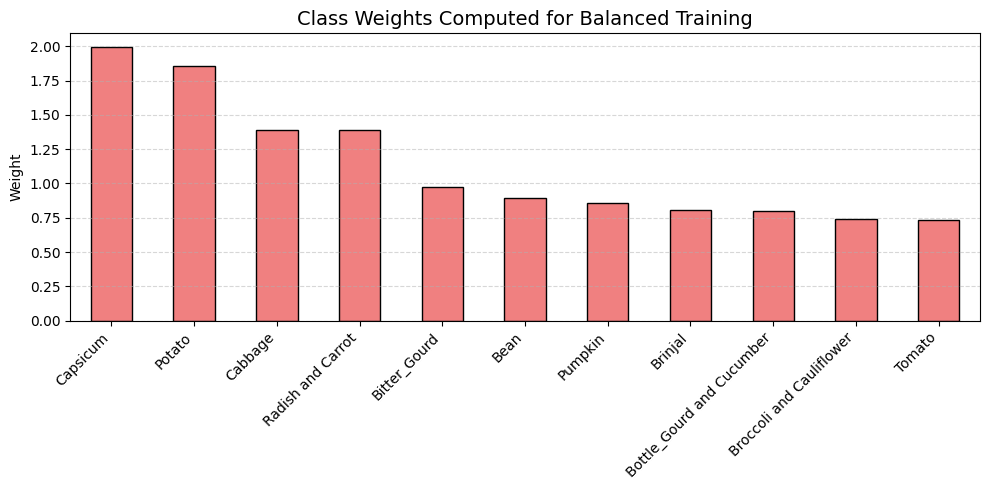 Class Weights Computed for Balanced Training
Weight
2.00
1.75
1.50
1.25
1.00
0.75
0.50
0.25
0.00
Capsicum
Potato
Cabbage
Radish and Carrot
Bitter_Gourd
Bean
Pumpkin
Brinjal
Bottle_Gourd and Cucumber
Broccoli and Cauliflower
Tomato